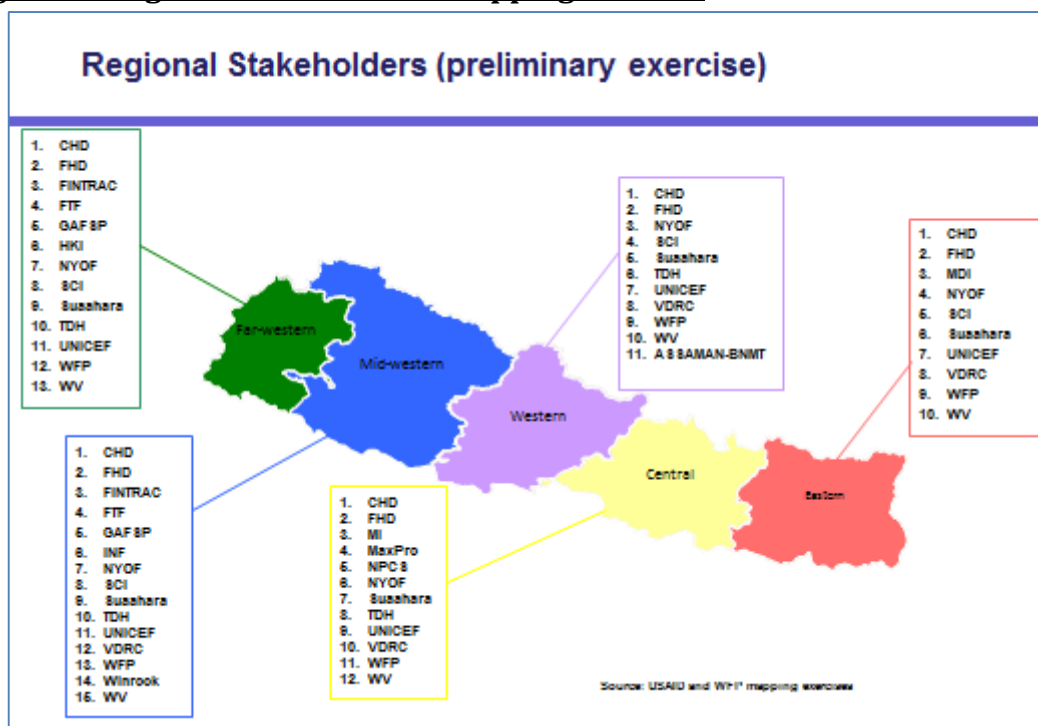 Regional Stakeholders (preliminary exercise)
1. CHD
2. FHD
3. FINTRAC
4. FTF
5. GAFSP
6. HKI
7. NYOF
8. SCI
9. Suaahara
10. TDH
11. UNICEF
12. WFP
13. WV
1. CHD
2. FHD
3. NYOF
4. SCI
5. Suaahara
6. TDH
7. UNICEF
8. VDRC
9. WFP
10. WV
11. ASSAMAN-BNMT
1. CHD
2. FHD
3. MDI
4. NYOF
5. SCI
6. Suaahara
7. UNICEF
8. VDRC
9. WFP
10. WV
Far-western
Mid-western
Western
Central
Eastern
1. CHD
2. FHD
3. FINTRAC
4. FTF
5. GAFSP
6. INF
7. NYOF
8. SCI
9. Suaahara
10. TDH
11. UNICEF
12. VDRC
13. WFP
14. Winrook
15. WV
1. CHD
2. FHD
3. MI
4. MaxPro
5. NPCS
6. NYOF
7. Suaahara
8. TDH
9. UNICEF
10. VDRC
11. WFP
12. WV
Source: USAID and WFP mapping exercises